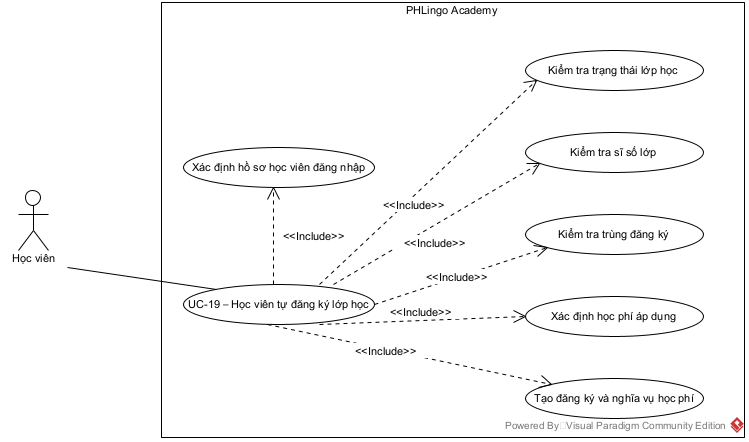 PHLingo Academy
Kiểm tra trạng thái lớp học
Kiểm tra sĩ số lớp
Xác định hồ sơ học viên đăng nhập
<<Include>>
<<Include>>
<<Include>>
Kiểm tra trùng đăng ký
Học viên
<<Include>>
UC-19 – Học viên tự đăng ký lớp học
<<Include>>
Xác định học phí áp dụng
<<Include>>
Tạo đăng ký và nghĩa vụ học phí
Powered By Visual Paradigm Community Edition